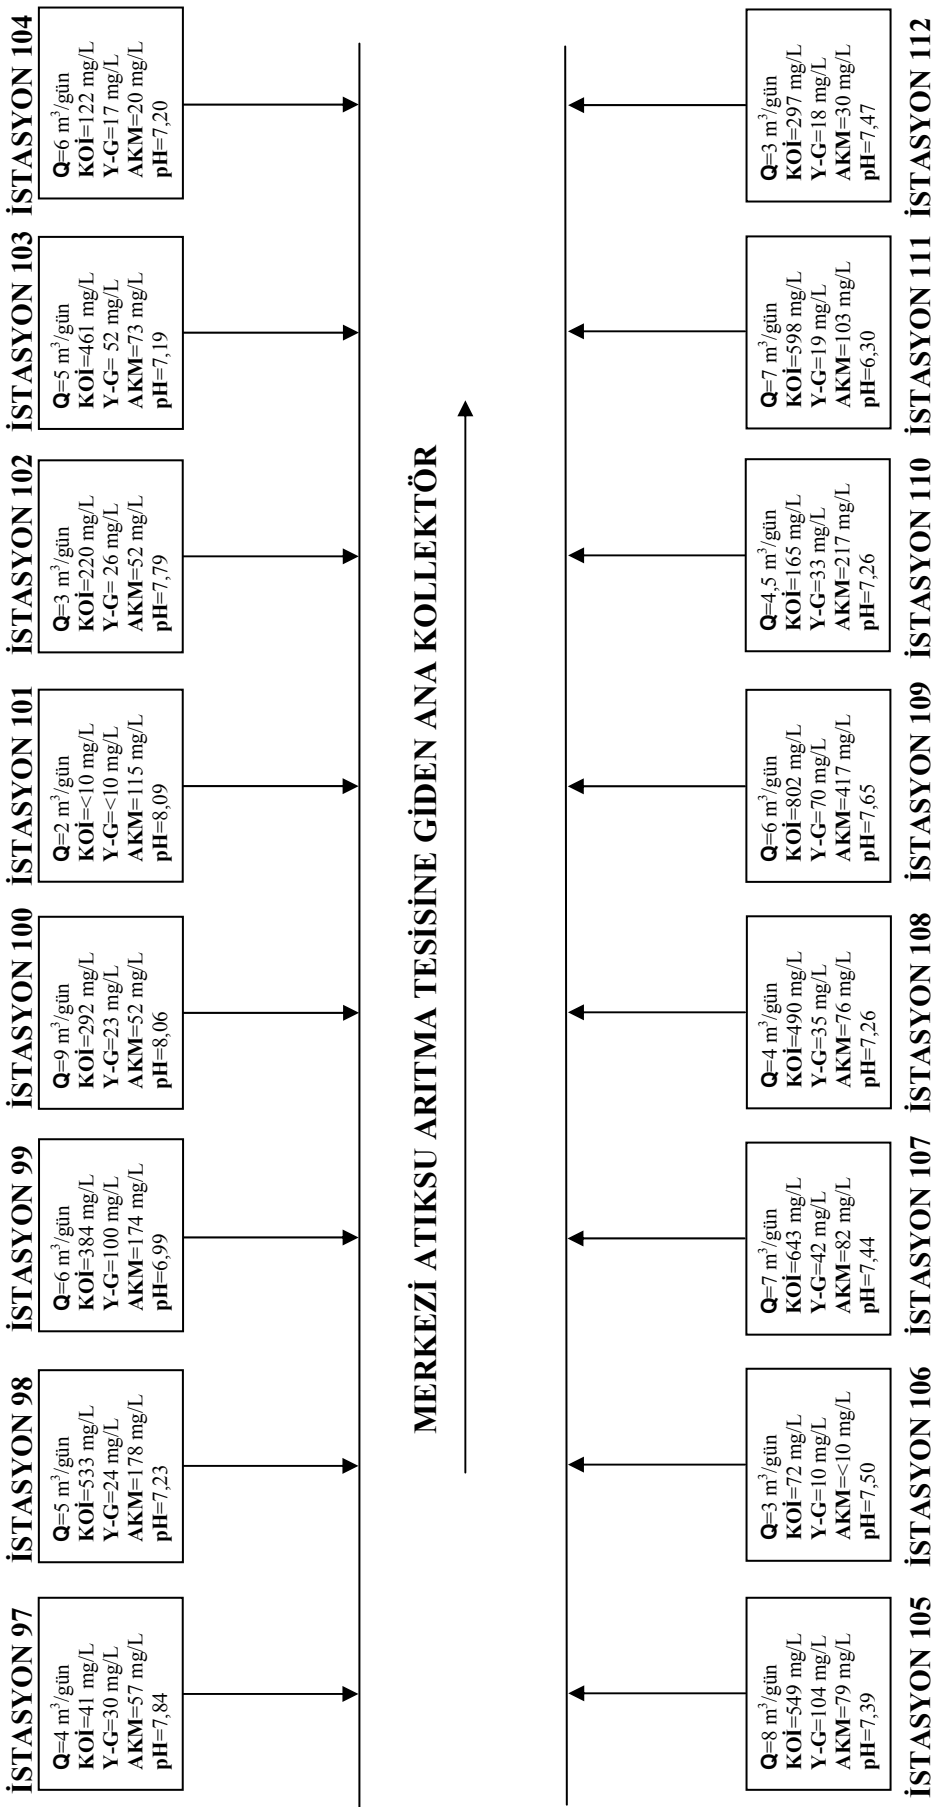 İSTASYON 97
Q=4 m³/gün
KOİ=41 mg/L
Y-G=30 mg/L
AKM=57 mg/L
pH=7,84
İSTASYON 98
Q=5 m³/gün
KOİ=533 mg/L
Y-G=24 mg/L
AKM=178 mg/L
pH=7,23
İSTASYON 99
Q=6 m³/gün
KOİ=384 mg/L
Y-G=100 mg/L
AKM=174 mg/L
pH=6,99
İSTASYON 100
Q=9 m³/gün
KOİ=292 mg/L
Y-G=23 mg/L
AKM=52 mg/L
pH=8,06
İSTASYON 101
Q=2 m³/gün
KOİ=<10 mg/L
Y-G=<10 mg/L
AKM=115 mg/L
pH=8,09
İSTASYON 102
Q=3 m³/gün
KOİ=220 mg/L
Y-G= 26 mg/L
AKM=52 mg/L
pH=7,79
İSTASYON 103
Q=5 m³/gün
KOİ=461 mg/L
Y-G= 52 mg/L
AKM=73 mg/L
pH=7,19
İSTASYON 104
Q=6 m³/gün
KOİ=122 mg/L
Y-G=17 mg/L
AKM=20 mg/L
pH=7,20
MERKEZİ ATIKSU ARITMA TESİSİNE GİDEN ANA KOLLEKTÖR
Q=8 m³/gün
KOİ=549 mg/L
Y-G=104 mg/L
AKM=79 mg/L
pH=7,39
İSTASYON 105
Q=3 m³/gün
KOİ=72 mg/L
Y-G=10 mg/L
AKM=<10 mg/L
pH=7,50
İSTASYON 106
Q=7 m³/gün
KOİ=643 mg/L
Y-G=42 mg/L
AKM=82 mg/L
pH=7,44
İSTASYON 107
Q=4 m³/gün
KOİ=490 mg/L
Y-G=35 mg/L
AKM=76 mg/L
pH=7,26
İSTASYON 108
Q=6 m³/gün
KOİ=802 mg/L
Y-G=70 mg/L
AKM=417 mg/L
pH=7,65
İSTASYON 109
Q=4,5 m³/gün
KOİ=165 mg/L
Y-G=33 mg/L
AKM=217 mg/L
pH=7,26
İSTASYON 110
Q=7 m³/gün
KOİ=598 mg/L
Y-G=19 mg/L
AKM=103 mg/L
pH=6,30
İSTASYON 111
Q=3 m³/gün
KOİ=297 mg/L
Y-G=18 mg/L
AKM=30 mg/L
pH=7,47
İSTASYON 112